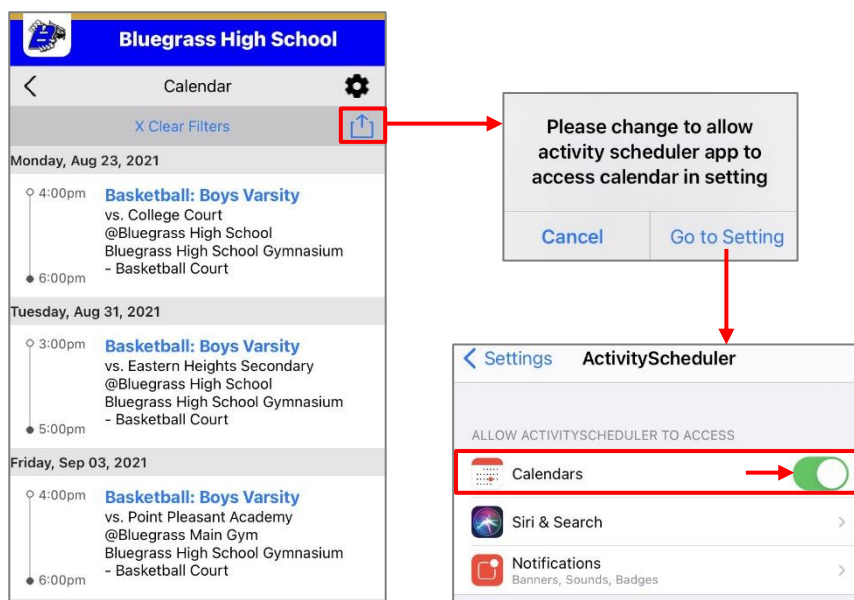 Bluegrass High School
Calendar
X Clear Filters
Monday, Aug 23, 2021
4:00pm
Basketball: Boys Varsity
vs. College Court
@Bluegrass High School
Bluegrass High School Gymnasium
- Basketball Court
6:00pm
Tuesday, Aug 31, 2021
3:00pm
Basketball: Boys Varsity
vs. Eastern Heights Secondary
@Bluegrass High School
Bluegrass High School Gymnasium
- Basketball Court
5:00pm
Friday, Sep 03, 2021
4:00pm
Basketball: Boys Varsity
vs. Point Pleasant Academy
@Bluegrass Main Gym
Bluegrass High School Gymnasium
- Basketball Court
6:00pm
Please change to allow
activity scheduler app to
access calendar in setting
Cancel
Go to Setting
Settings
ActivityScheduler
ALLOW ACTIVITYSCHEDULER TO ACCESS
Calendars
Siri & Search
Notifications
Banners, Sounds, Badges